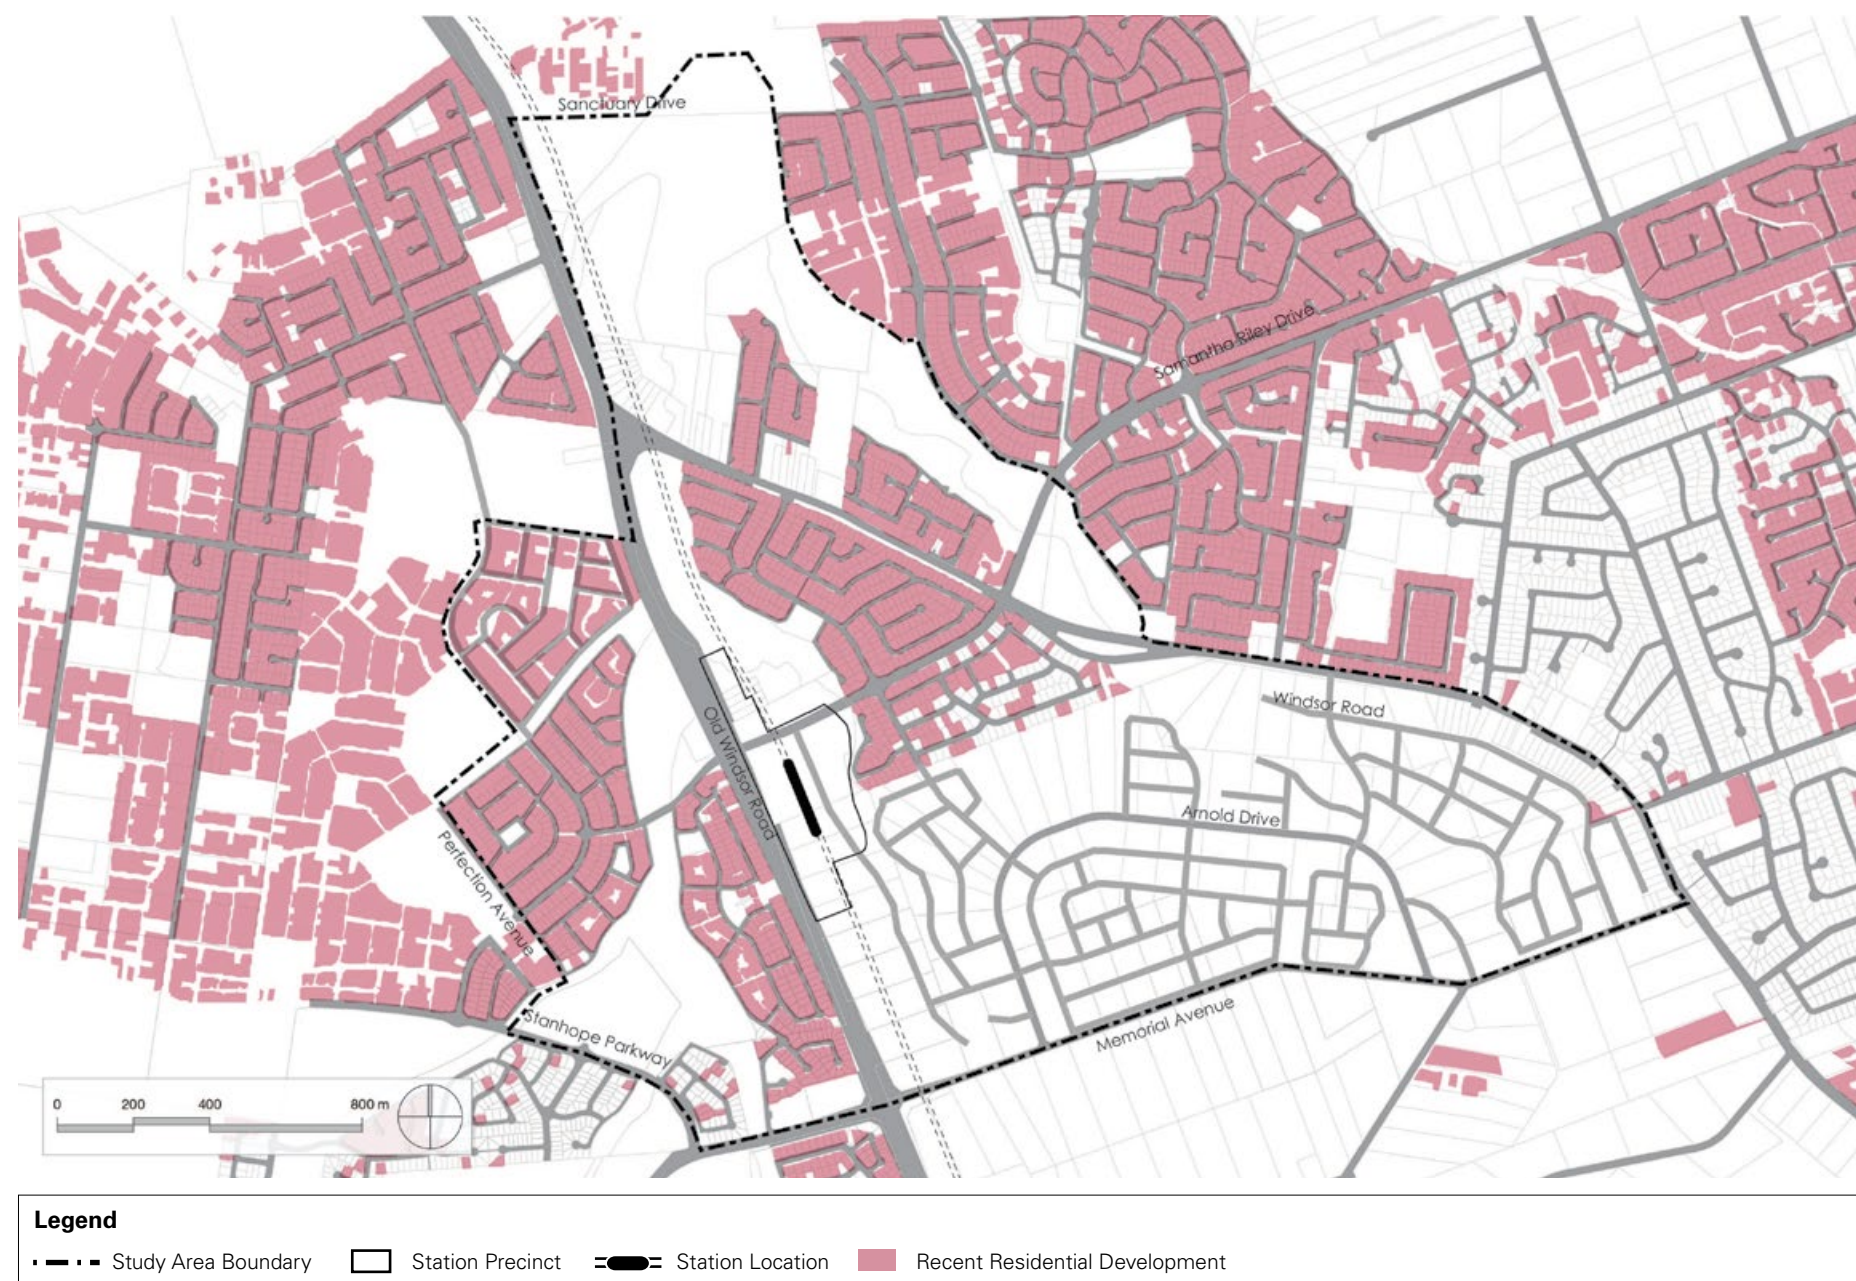 Sanctuary Drive
Samantha Riley Drive
Windsor Road
Old Windsor Road
Arnold Drive
Perfection Avenue
Memorial Avenue
Stanhope Parkway
0 200 400 800 m
Legend
Study Area Boundary Station Precinct Station Location Recent Residential Development